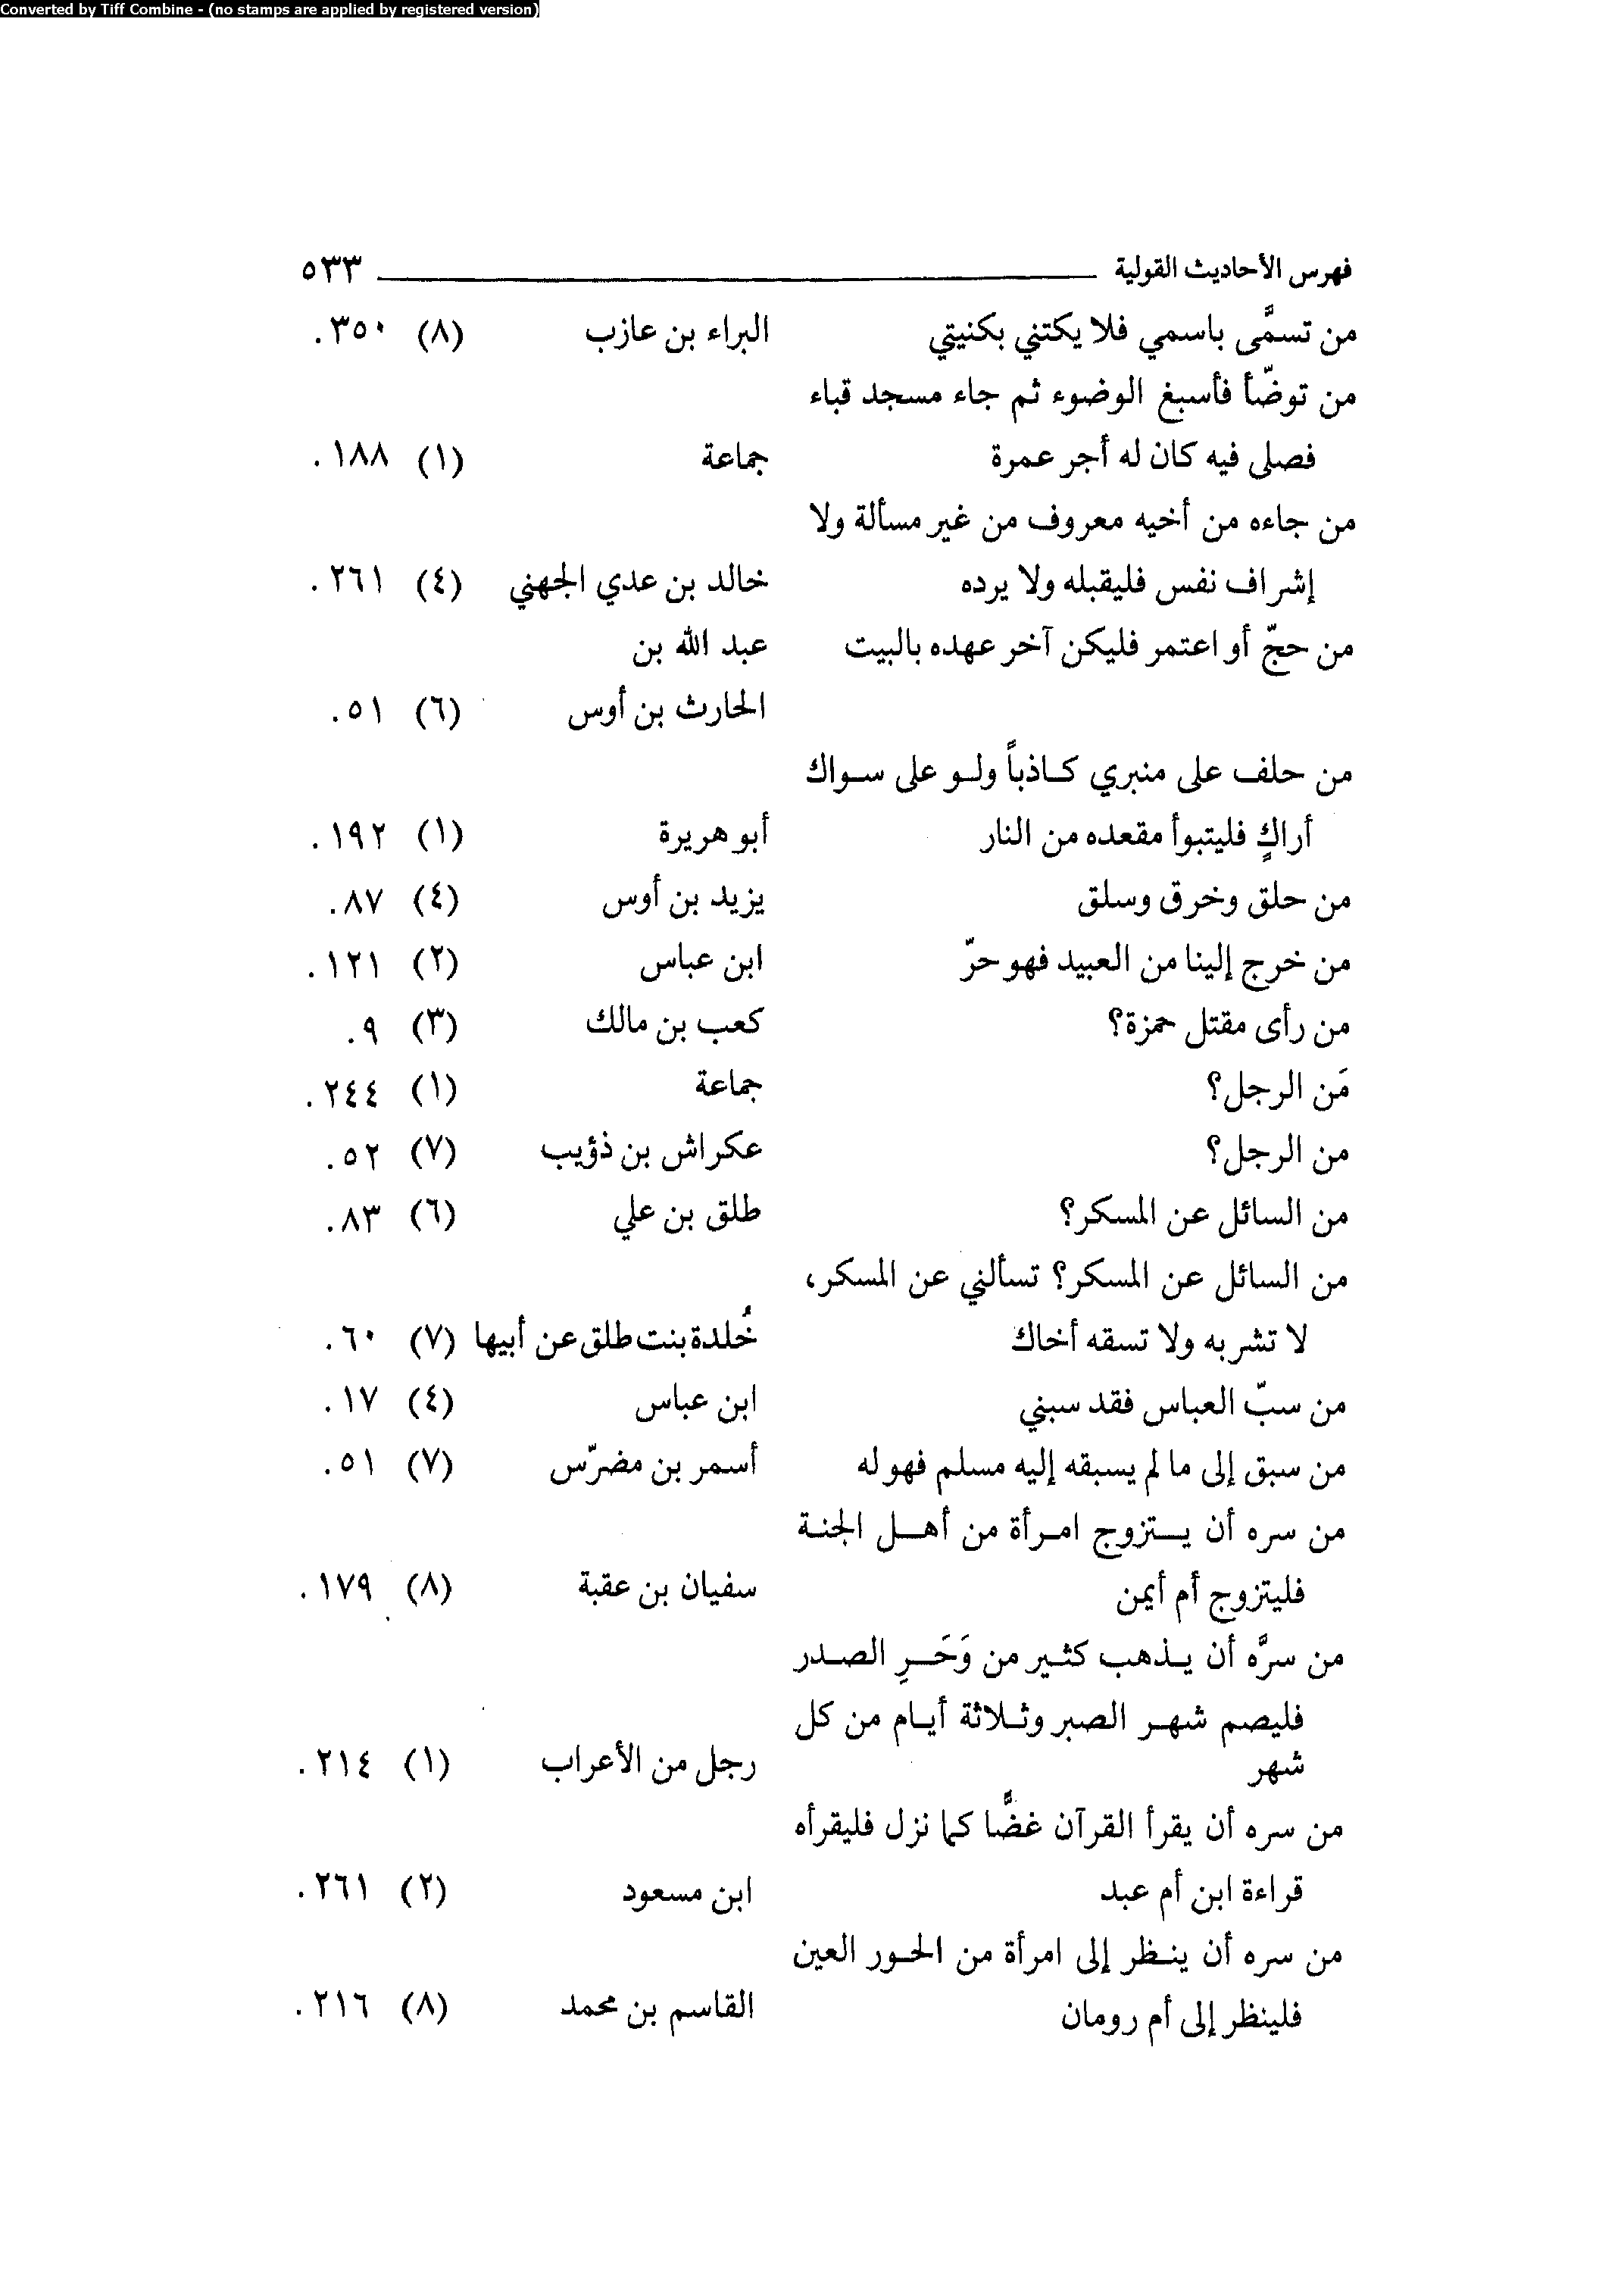 Converted by Tiff Combine - (no stamps are applied by registered version)
فهرس الأحاديث القولية ٥٣٣
من تسمَّى باسمي فلا يكتني بكنيتي البراء بن عازب (٨) ٣٥٠.
من توضّأ فأسبغ الوضوء ثم جاء مسجد قباء
فصلى فيه كان له أجر عمرة جماعة (١) ١٨٨.
من جاءه من أخيه معروف من غير مسألة ولا
إشراف نفس فليقبله ولا يرده خالد بن عدي الجهني (٤) ٢٦١.
من حجّ أو اعتمر فليكن آخر عهده بالبيت عبد الله بن
الحارث بن أوس (٦) ٥١.
من حلف على منبري كاذباً ولو على سواك
أراكٍ فليتبوأ مقعده من النار أبو هريرة (١) ١٩٢.
من حلق وخرق وسلق يزيد بن أوس (٤) ٨٧.
من خرج إلينا من العبيد فهو حرّ ابن عباس (٢) ١٢١.
من رأى مقتل حمزة؟ كعب بن مالك (٣) ٩.
مَن الرجل؟ جماعة (١) ٢٤٤.
من الرجل؟ عكراش بن ذؤيب (٧) ٥٢.
من السائل عن المسكر؟ طلق بن علي (٦) ٨٣.
من السائل عن المسكر؟ تسألني عن المسكر،
لا تشربه ولا تسقه أخاك خُلدة بنت طلق عن أبيها (٧) ٦٠.
من سبّ العباس فقد سبني ابن عباس (٤) ١٧.
من سبق إلى ما لم يسبقه إليه مسلم فهو له أسمر بن مضرّس (٧) ٥١.
من سره أن يتزوج امرأة من أهل الجنة
فليتزوج أم أيمن سفيان بن عقبة (٨) ١٧٩.
من سرَّه أن يذهب كثير من وَحَرِ الصدر
فليصم شهر الصبر وثلاثة أيام من كل
شهر رجل من الأعراب (١) ٢١٤.
من سره أن يقرأ القرآن غضًّا كما نزل فليقرأه
قراءة ابن أم عبد ابن مسعود (٢) ٢٦١.
من سره أن ينظر إلى امرأة من الحور العين
فلينظر إلى أم رومان القاسم بن محمد (٨) ٢١٦.